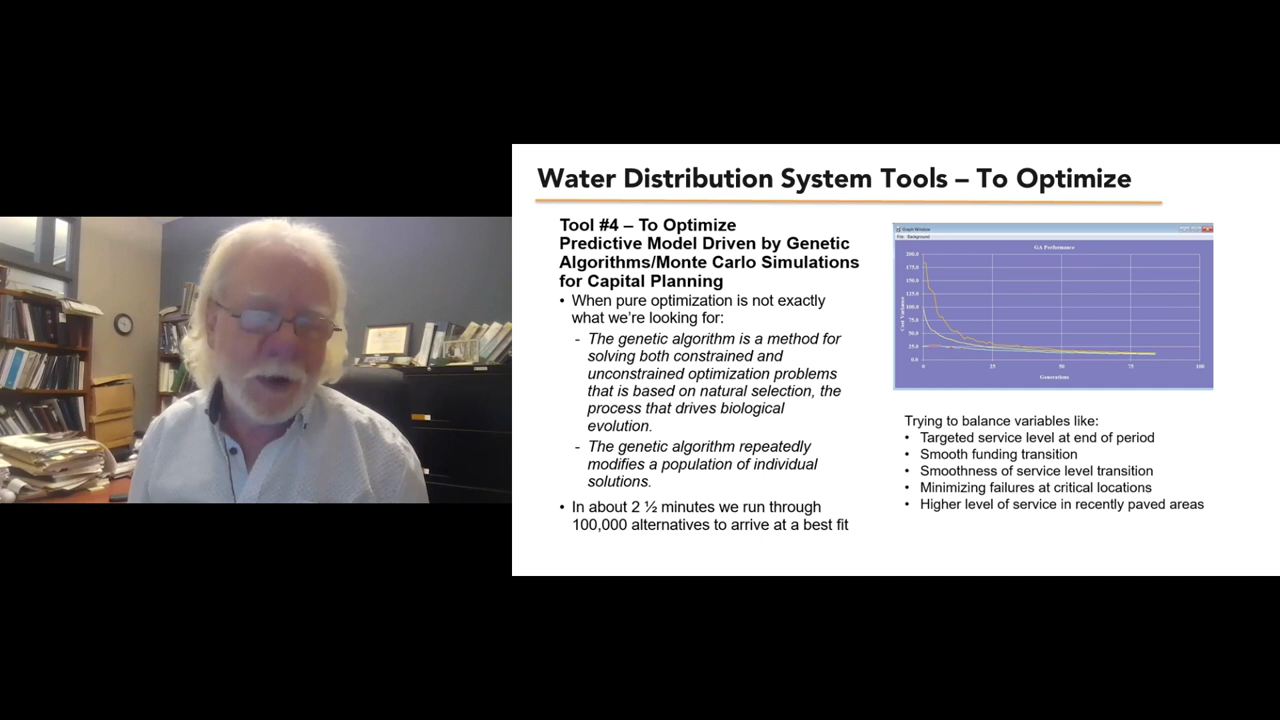 Water Distribution System Tools – To Optimize
Tool #4 – To Optimize
Predictive Model Driven by Genetic
Algorithms/Monte Carlo Simulations
for Capital Planning
• When pure optimization is not exactly
what we're looking for:
- The genetic algorithm is a method for
solving both constrained and
unconstrained optimization problems
that is based on natural selection, the
process that drives biological
evolution.
- The genetic algorithm repeatedly
modifies a population of individual
solutions.
• In about 2 ½ minutes we run through
100,000 alternatives to arrive at a best fit
Graph Window
File Background
GA Performance
200.0
175.0
150.0
125.0
100.0
75.0
50.0
25.0
0.0
Cost Variance
0 25 50 75 100
Generations
Trying to balance variables like:
• Targeted service level at end of period
• Smooth funding transition
• Smoothness of service level transition
• Minimizing failures at critical locations
• Higher level of service in recently paved areas